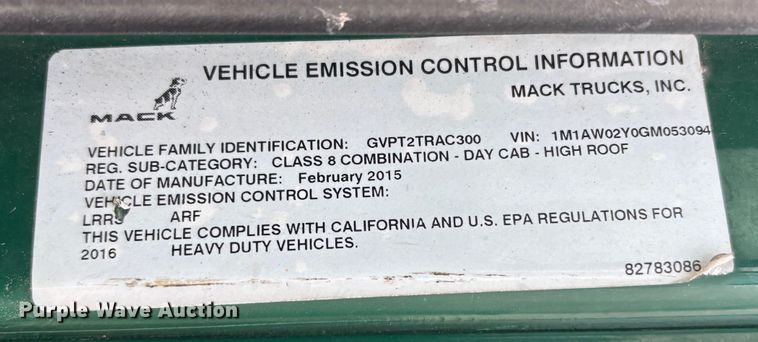 VEHICLE EMISSION CONTROL INFORMATION
MACK
MACK TRUCKS, INC.
VEHICLE FAMILY IDENTIFICATION: GVPT2TRAC300 VIN: 1M1AW02Y0GM053094
REG. SUB-CATEGORY: CLASS 8 COMBINATION - DAY CAB - HIGH ROOF
DATE OF MANUFACTURE: February 2015
VEHICLE EMISSION CONTROL SYSTEM:
ARF
THIS VEHICLE COMPLIES WITH CALIFORNIA AND U.S. EPA REGULATIONS FOR
2016 HEAVY DUTY VEHICLES.
82783086
Purple Wave Auction